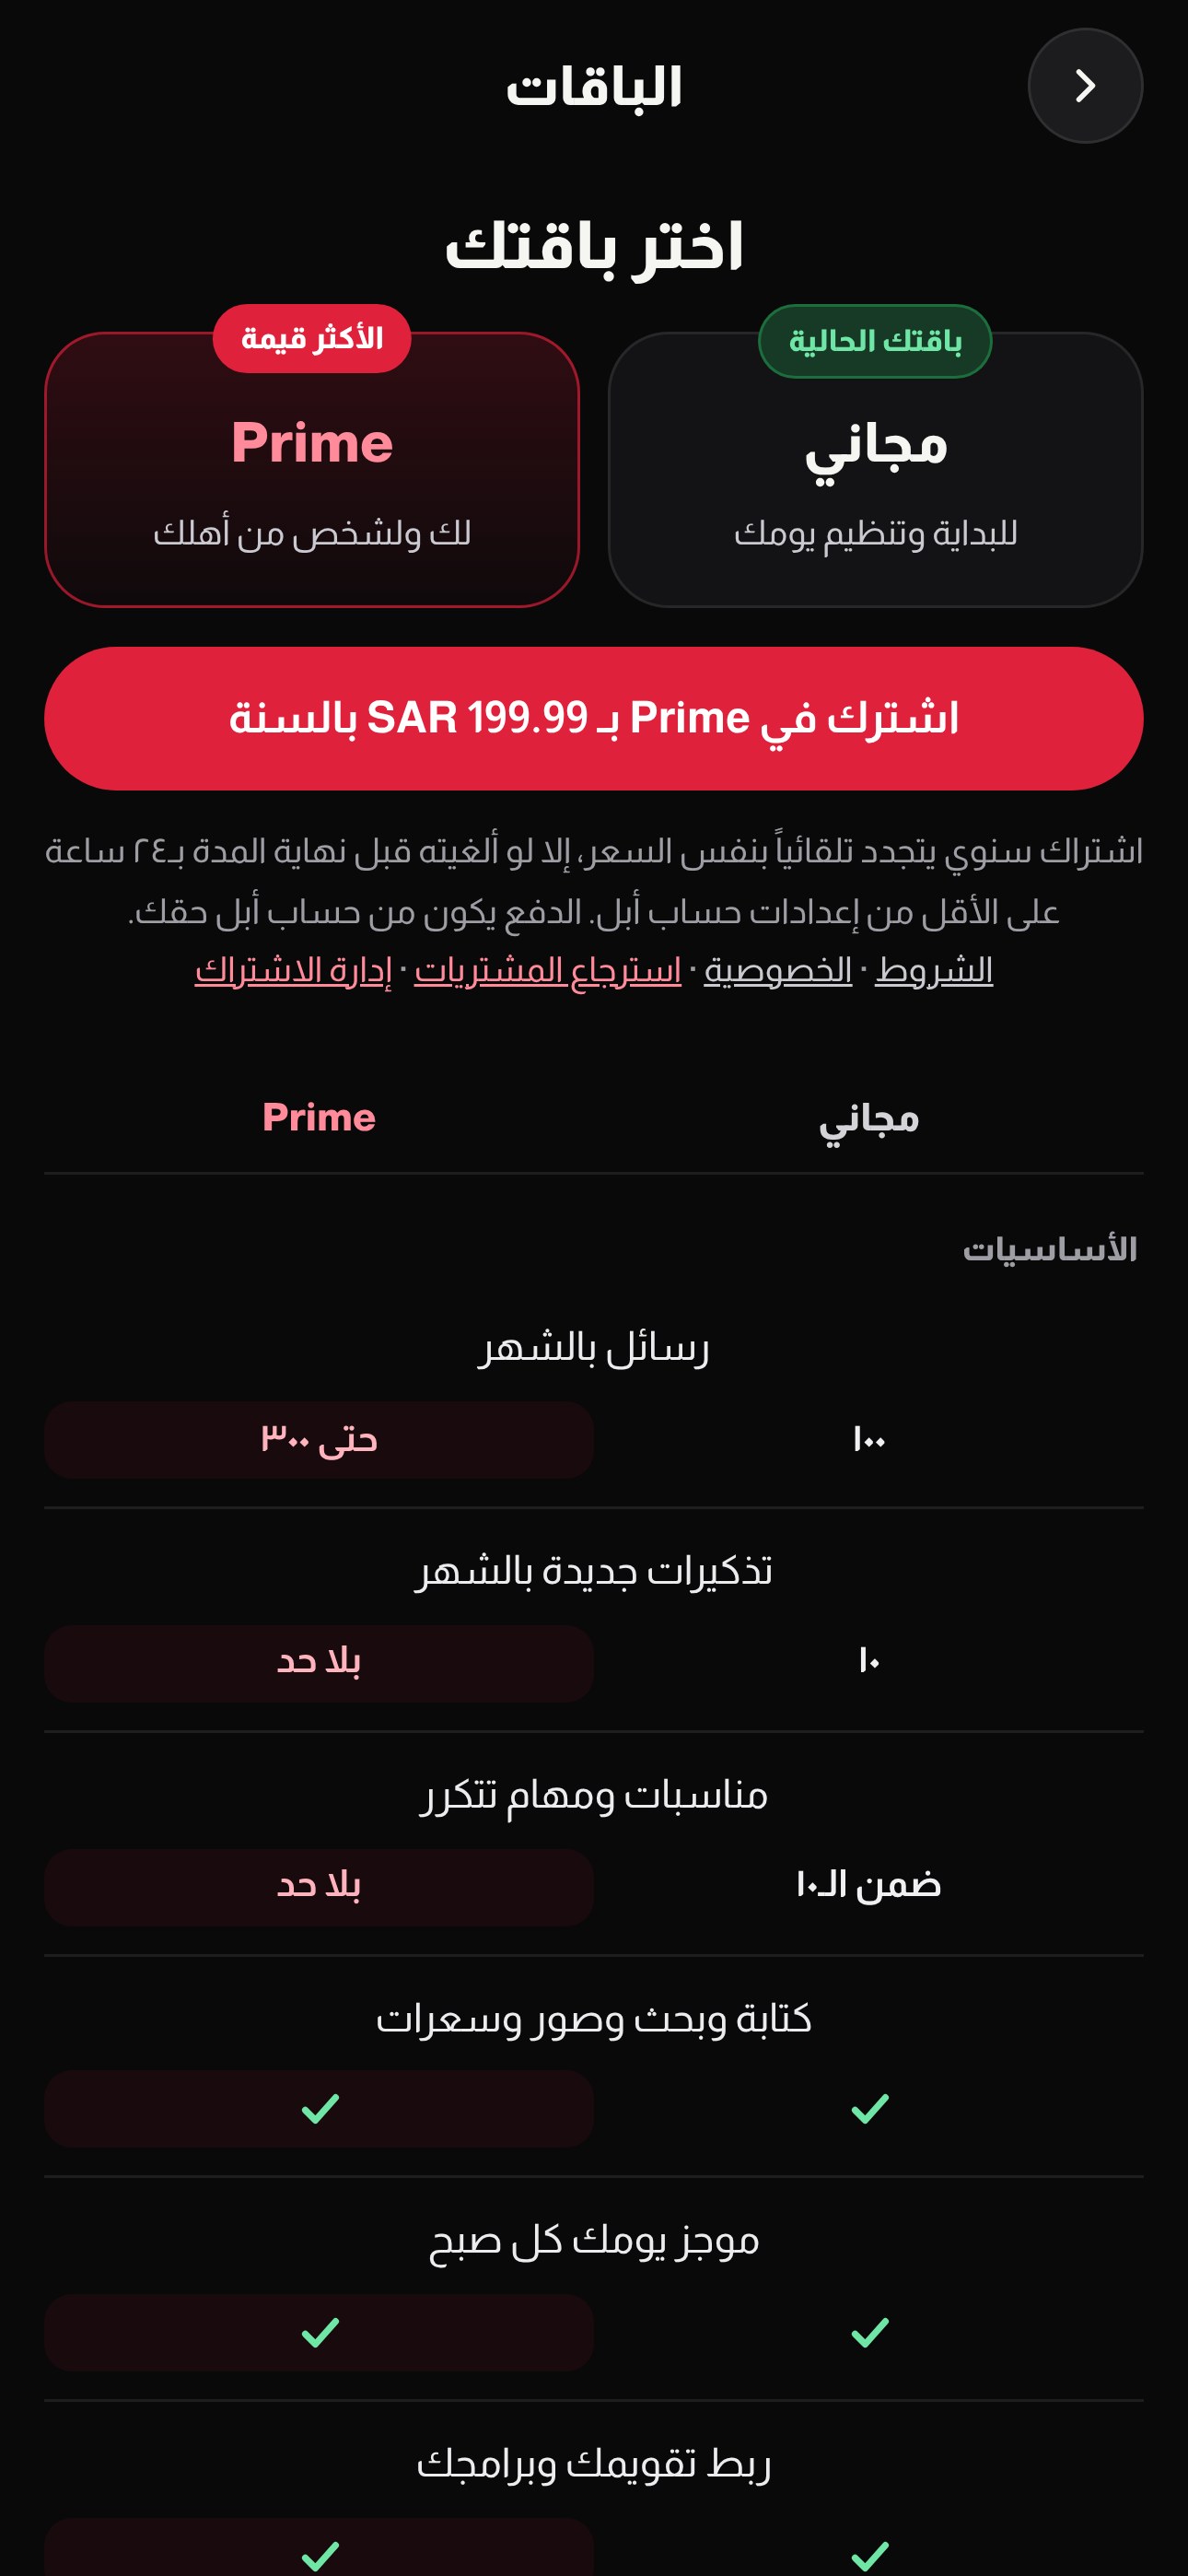 الباقات
اختر باقتك
باقتك الحالية
مجاني
للبداية وتنظيم يومك
الأكثر قيمة
Prime
لك ولشخص من أهلك
اشترك في Prime بـ SAR 199.99 بالسنة
اشتراك سنوي يتجدد تلقائياً بنفس السعر، إلا لو ألغيته قبل نهاية المدة بـ٢٤ ساعة
على الأقل من إعدادات حساب أبل. الدفع يكون من حساب أبل حقك.
الشروط · الخصوصية · استرجاع المشتريات · إدارة الاشتراك
مجاني Prime
الأساسيات
رسائل بالشهر
١٠٠ حتى ٣٠٠
تذكيرات جديدة بالشهر
١٠ بلا حد
مناسبات ومهام تتكرر
ضمن الـ١٠ بلا حد
كتابة وبحث وصور وسعرات
موجز يومك كل صبح
ربط تقويمك وبرامجك